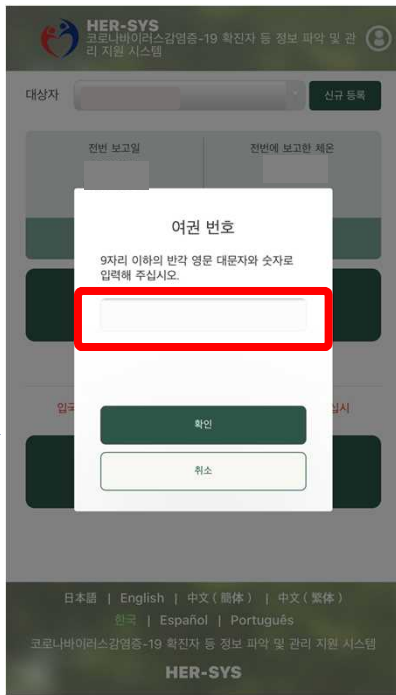 HER-SYS
코로나바이러스감염증-19 확진자 등 정보 파악 및 관
리 지원 시스템
대상자
신규 등록
전번 보고일
전번에 보고한 체온
여권 번호
9자리 이하의 반각 영문 대문자와 숫자로
입력해 주십시오.
입국
십시
확인
취소
日本語 | English | 中文(簡体) | 中文(繁体)
한국 | Español | Português
코로나바이러스감염증-19 확진자 등 정보 파악 및 관리 지원 시스템
HER-SYS